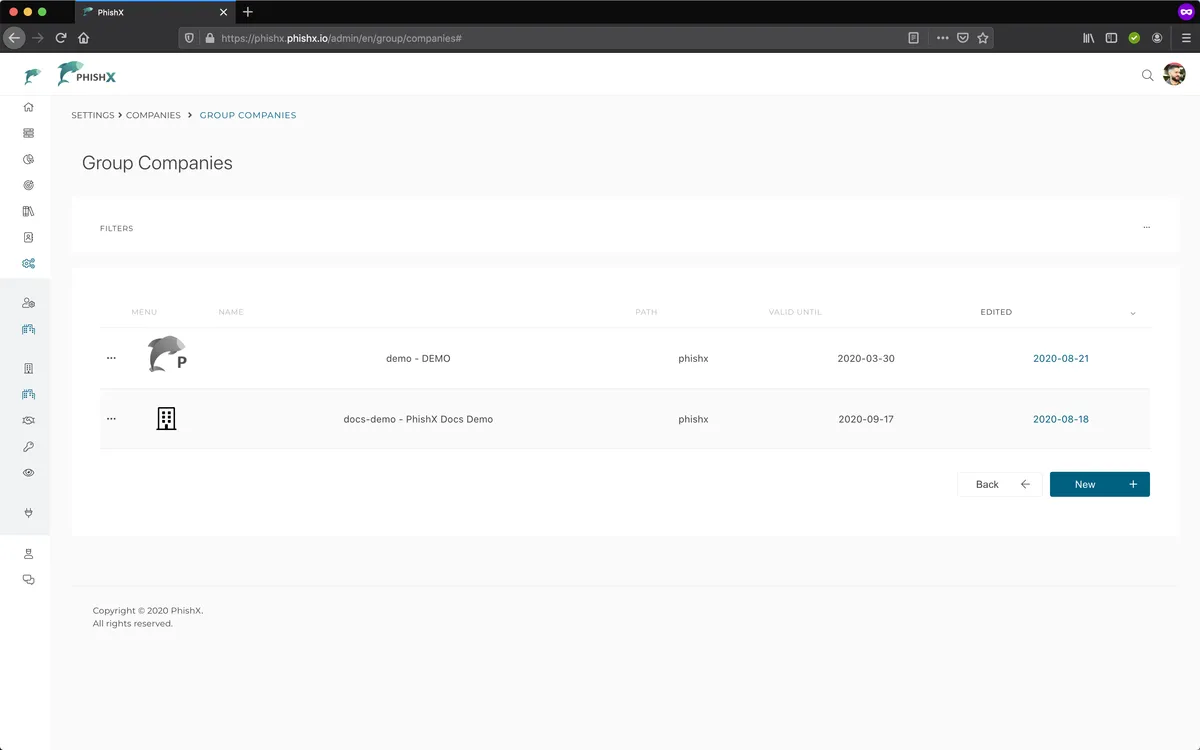 PhishX
https://phishx.phishx.io/admin/en/group/companies#
PHISHX
SETTINGS COMPANIES GROUP COMPANIES
Group Companies
FILTERS
MENU NAME PATH VALID UNTIL EDITED
P
demo - DEMO phishx 2020-03-30 2020-08-21
docs-demo - PhishX Docs Demo phishx 2020-09-17 2020-08-18
Back New
Copyright © 2020 PhishX.
All rights reserved.